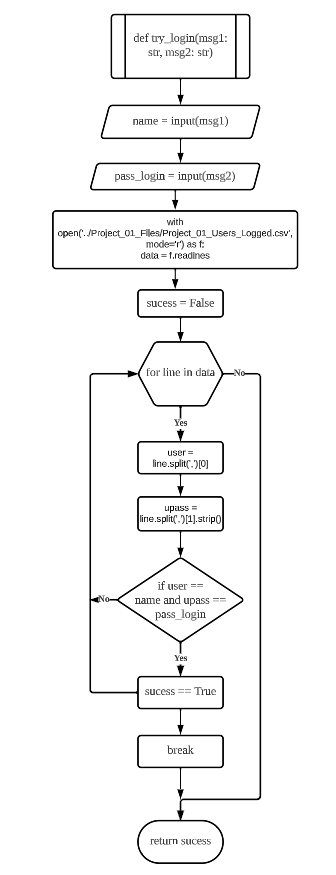 def try_login(msg1:
str, msg2: str)
name = input(msg1)
pass_login = input(msg2)
with
open('../Project_01_Files/Project_01_Users_Logged.csv',
mode='r') as f:
data = f.readlines
sucess = False
for line in data
No
Yes
user =
line.split(',')[0]
upass =
line.split(',')[1].strip()
if user ==
name and upass ==
pass_login
No
Yes
sucess == True
break
return sucess